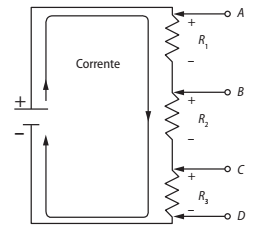 A
+
R1
–
B
+
R2
–
C
+
R3
–
D
Corrente
+
–